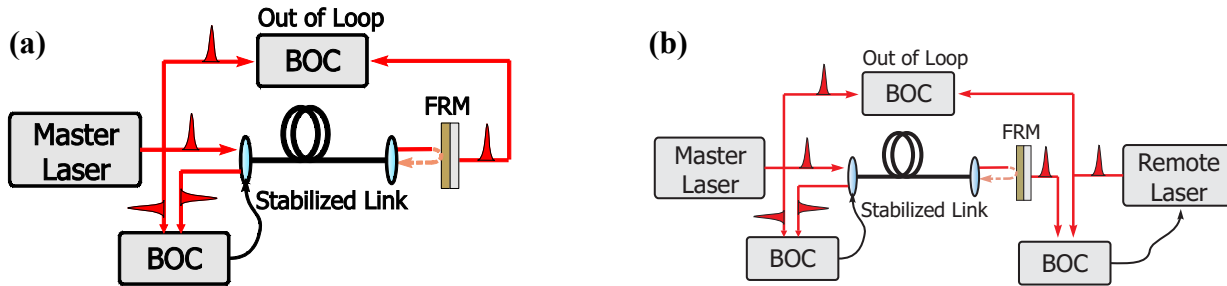 (a)
Out of Loop
BOC
FRM
Master
Laser
Stabilized Link
BOC
(b)
Out of Loop
BOC
FRM
Master
Laser
Remote
Laser
Stabilized Link
BOC
BOC